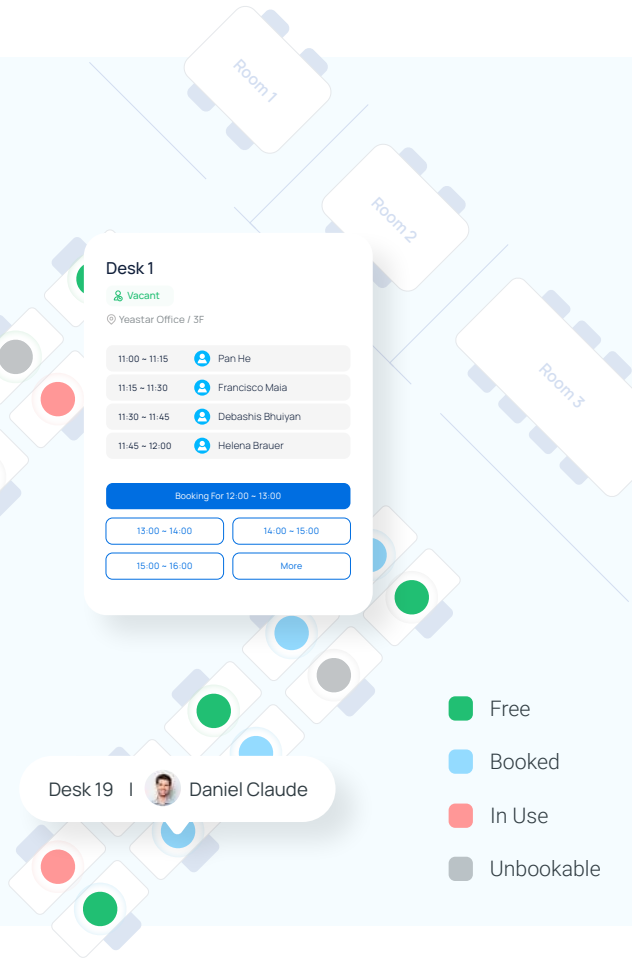 Room 1
Room 2
Desk 1
Vacant
Yeastar Office / 3F
11:00 ~ 11:15 Pan He
11:15 ~ 11:30 Francisco Maia
11:30 ~ 11:45 Debashis Bhuiyan
11:45 ~ 12:00 Helena Brauer
Room 3
Booking For 12:00 ~ 13:00
13:00 ~ 14:00 14:00 ~ 15:00
15:00 ~ 16:00 More
Free
Booked
Desk 19 | Daniel Claude
In Use
Unbookable